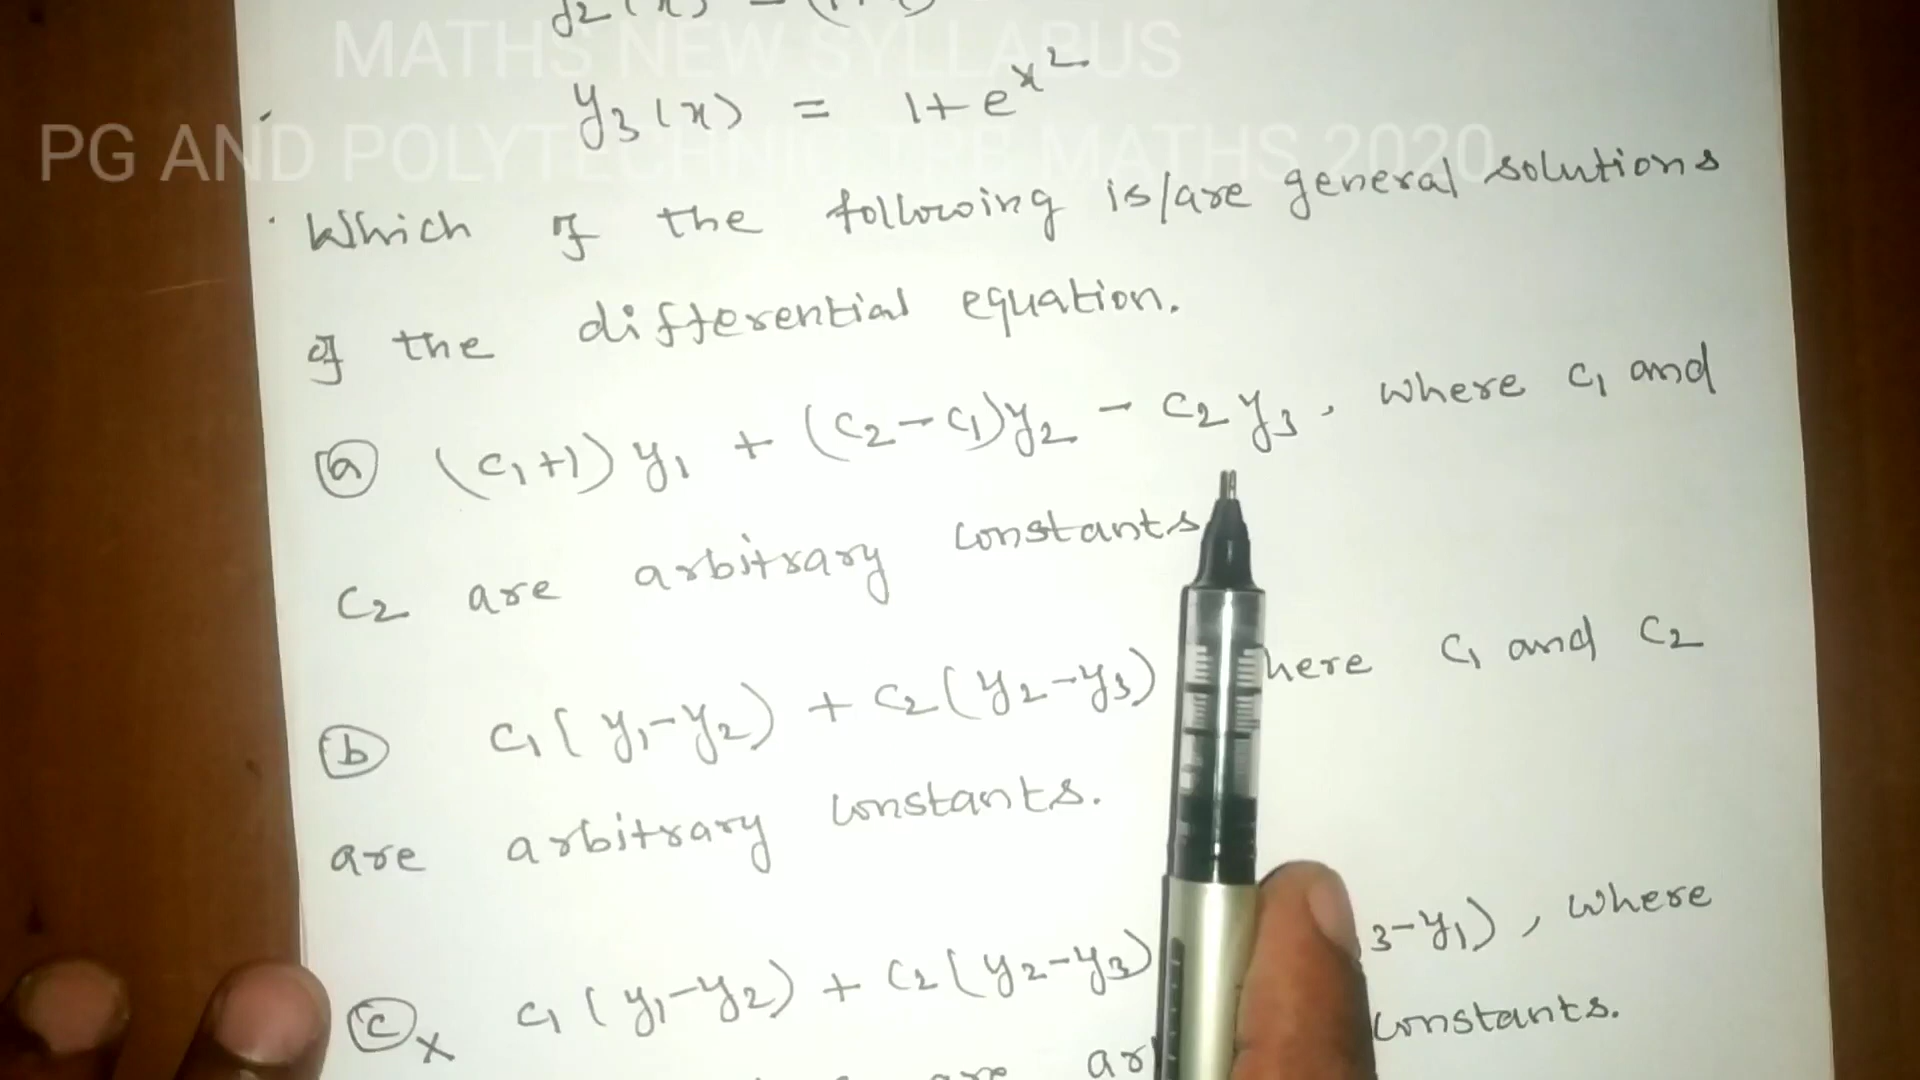 MATHS NEW SYLLABUS
y3(x) = 1+e^x^2
PG AND POLYTECHNIC TRB MATHS 2020
Which of the following is/are general solutions
of the differential equation.
(a) (c1+1) y1 + (c2-c1)y2 - c2y3, where c1 and
c2 are arbitrary constants
(b) c1(y1-y2) + c2(y2-y3) here c1 and c2
are arbitrary constants.
(c)x c1(y1-y2) + c2(y2-y3) 3-y1), where
are ar constants.